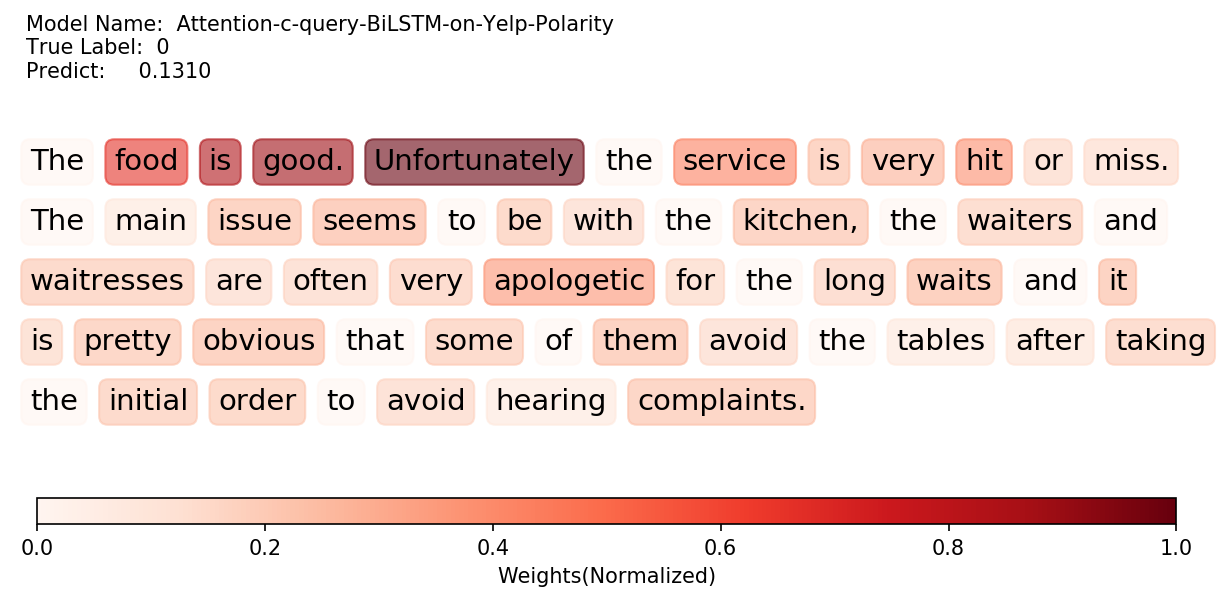 Model Name:  Attention-c-query-BiLSTM-on-Yelp-Polarity
True Label:  0
Predict:     0.1310
The food is good. Unfortunately the service is very hit or miss.
The main issue seems to be with the kitchen, the waiters and
waitresses are often very apologetic for the long waits and it
is pretty obvious that some of them avoid the tables after taking
the initial order to avoid hearing complaints.
0.0 0.2 0.4 0.6 0.8 1.0
Weights(Normalized)